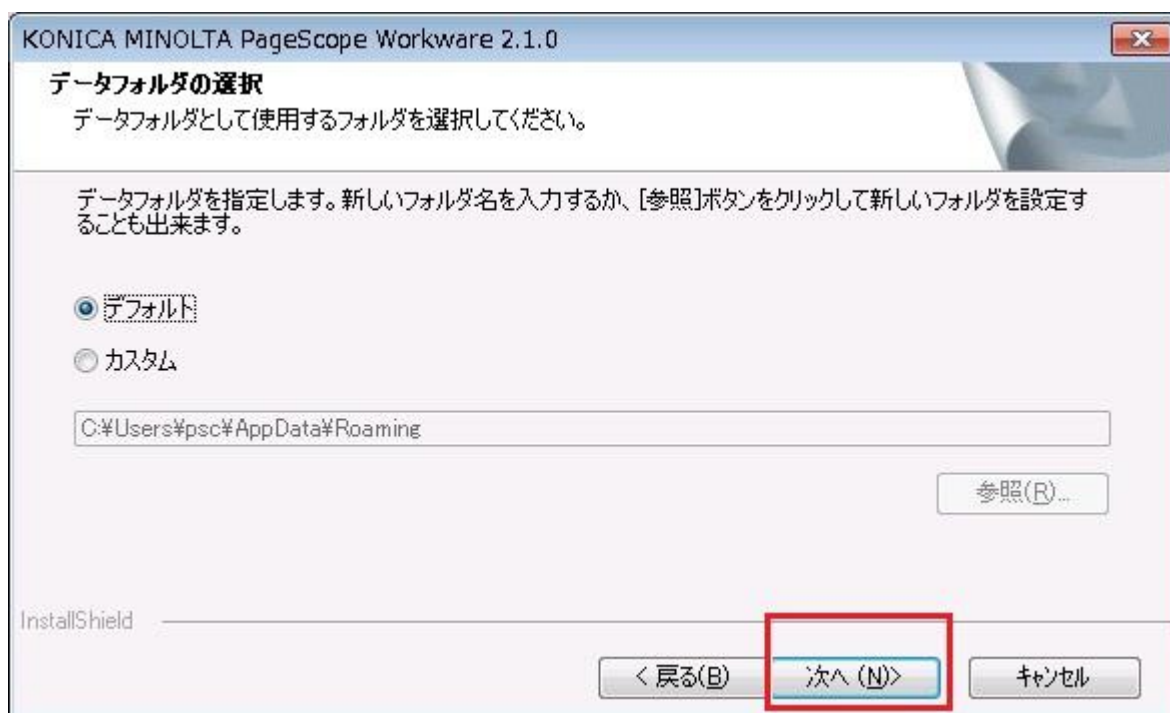 KONICA MINOLTA PageScope Workware 2.1.0
データフォルダの選択
データフォルダとして使用するフォルダを選択してください。
データフォルダを指定します。新しいフォルダ名を入力するか、[参照]ボタンをクリックして新しいフォルダを設定す
ることも出来ます。
デフォルト
カスタム
C:¥Users¥psc¥AppData¥Roaming
参照(R)...
InstallShield
< 戻る(B)
次へ (N)>
キャンセル